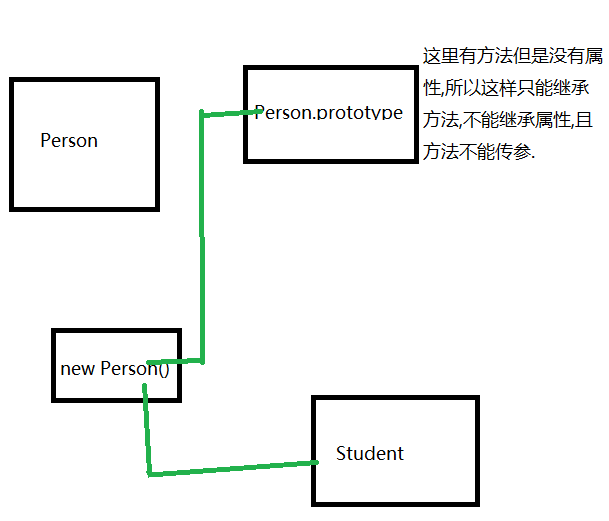 这里有方法但是没有属
性,所以这样只能继承
方法,不能继承属性,且
方法不能传参.
Person.prototype
Person
new Person()
Student